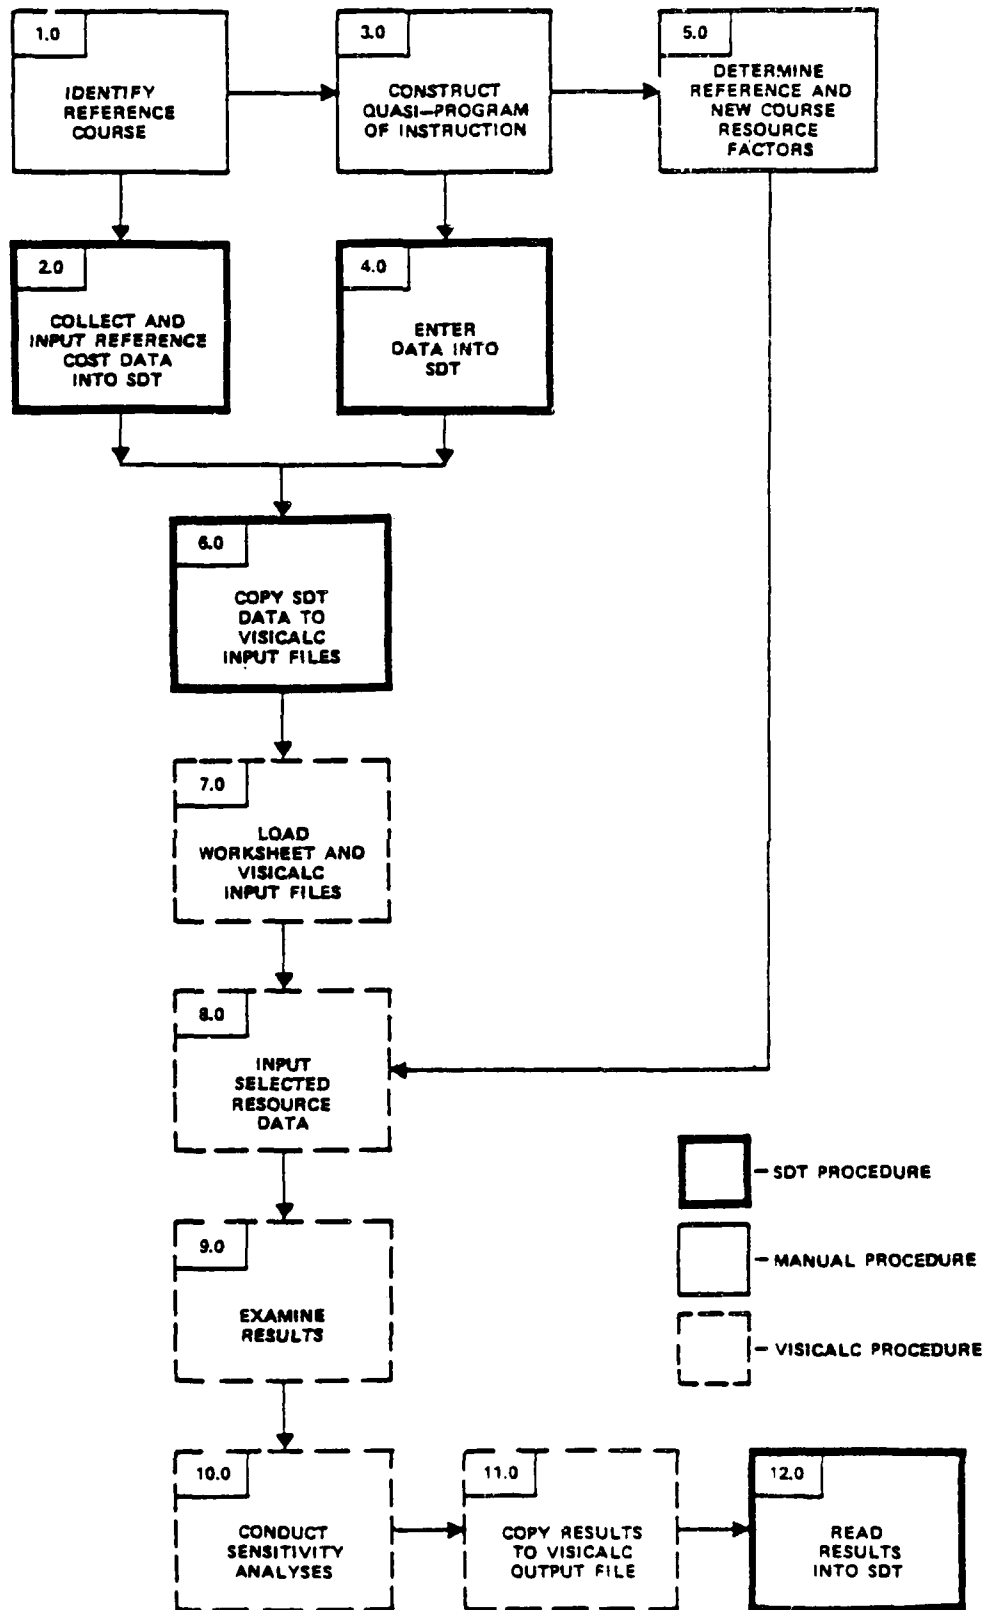 1.0
IDENTIFY
REFERENCE
COURSE
3.0
CONSTRUCT
QUASI-PROGRAM
OF INSTRUCTION
5.0
DETERMINE
REFERENCE AND
NEW COURSE
RESOURCE
FACTORS
2.0
COLLECT AND
INPUT REFERENCE
COST DATA
INTO SDT
4.0
ENTER
DATA INTO
SDT
6.0
COPY SDT
DATA TO
VISICALC
INPUT FILES
7.0
LOAD
WORKSHEET AND
VISICALC
INPUT FILES
8.0
INPUT
SELECTED
RESOURCE
DATA
- SDT PROCEDURE
- MANUAL PROCEDURE
- VISICALC PROCEDURE
9.0
EXAMINE
RESULTS
10.0
CONDUCT
SENSITIVITY
ANALYSES
11.0
COPY RESULTS
TO VISICALC
OUTPUT FILE
12.0
READ
RESULTS
INTO SDT